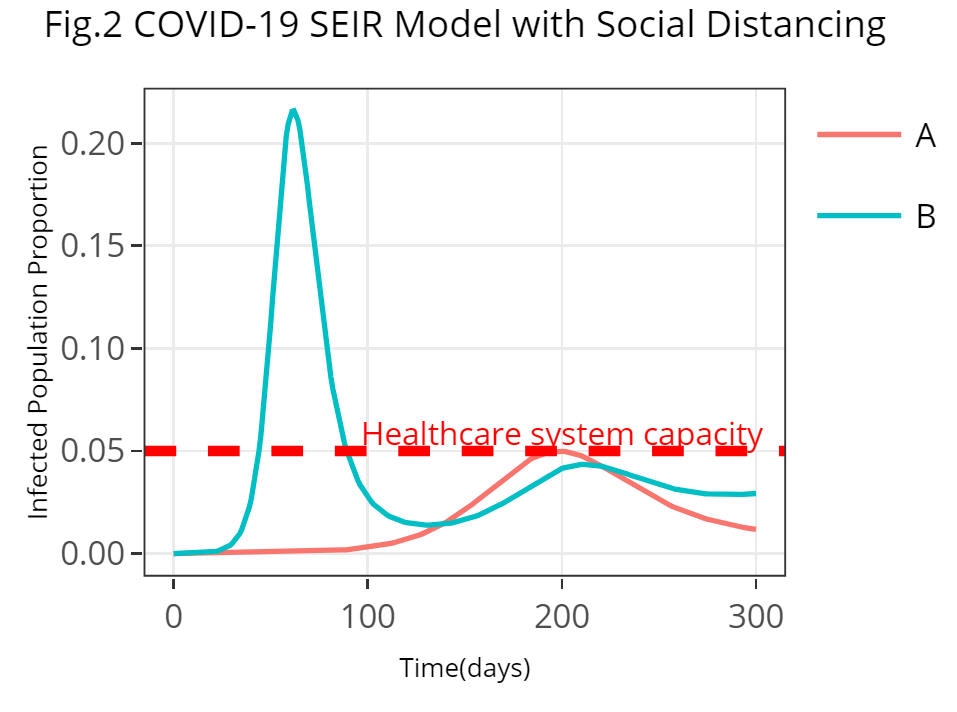 Fig.2 COVID-19 SEIR Model with Social Distancing
Infected Population Proportion
0.20
0.15
0.10
0.05
0.00
Healthcare system capacity
A
B
0 100 200 300
Time(days)